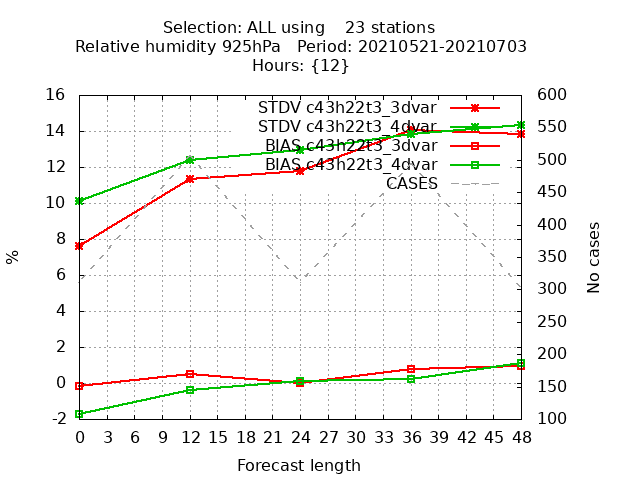 Selection: ALL using 23 stations
Relative humidity 925hPa Period: 20210521-20210703
Hours: {12}
STDV c43h22t3_3dvar
STDV c43h22t3_4dvar
BIAS c43h22t3_3dvar
BIAS c43h22t3_4dvar
CASES
16
14
12
10
8
6
4
2
0
-2
%
600
550
500
450
400
350
300
250
200
150
100
No cases
0 3 6 9 12 15 18 21 24 27 30 33 36 39 42 45 48
Forecast length